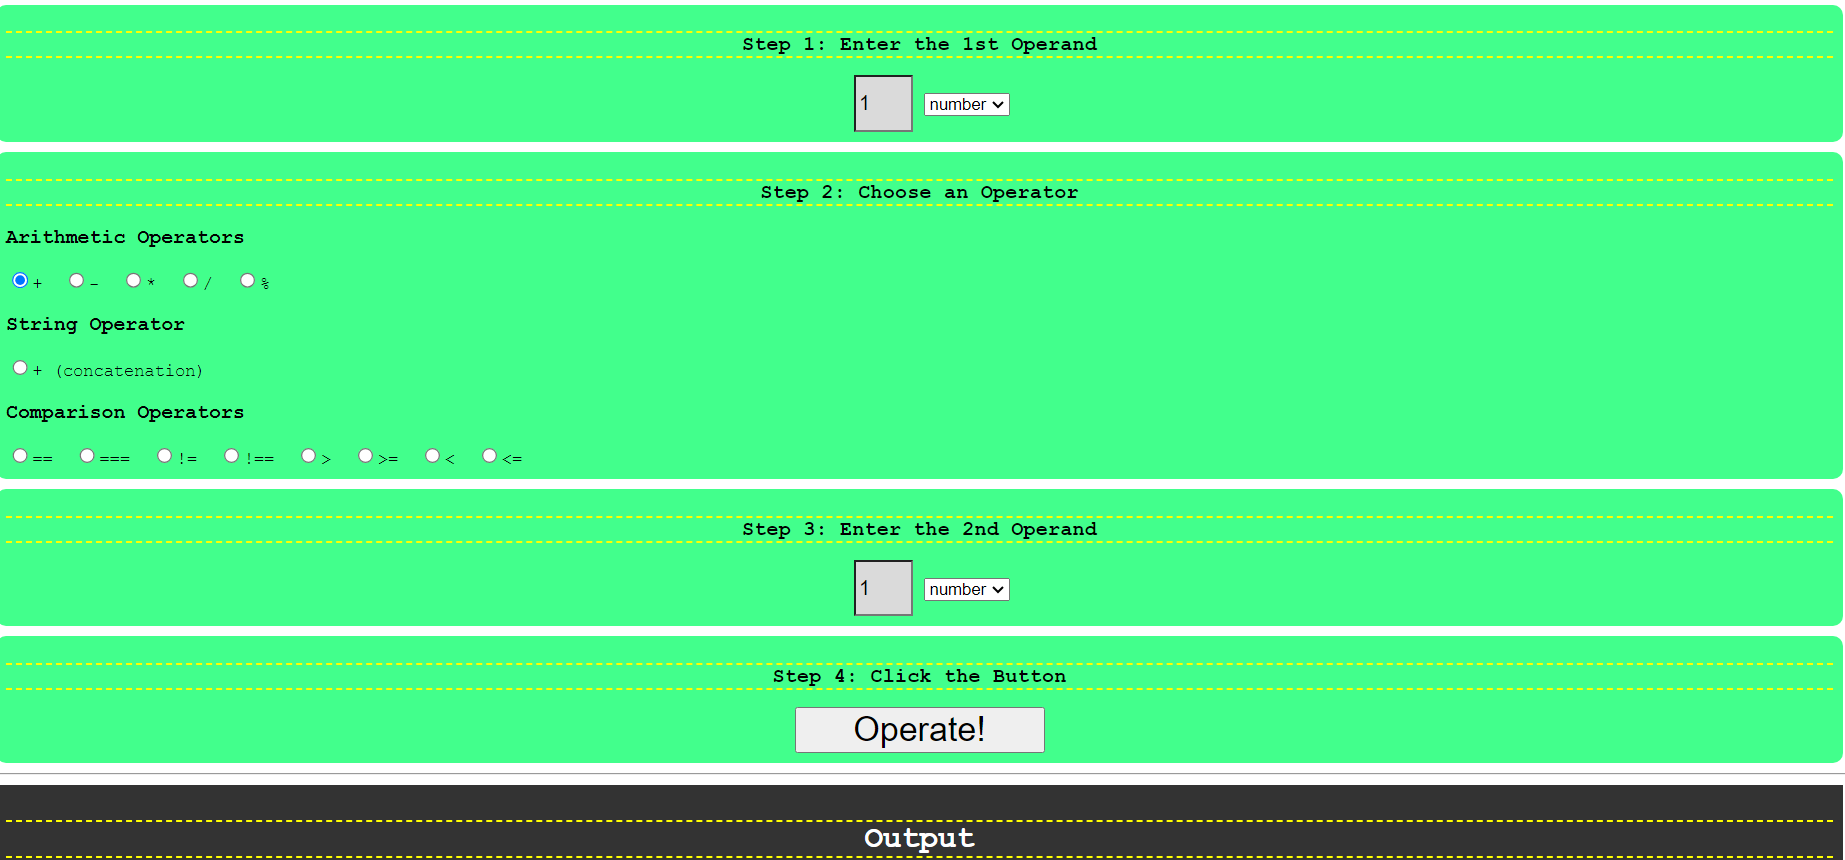 Step 1: Enter the 1st Operand
1 number
Step 2: Choose an Operator
Arithmetic Operators
+ - * / %
String Operator
+ (concatenation)
Comparison Operators
== === != !== > >= < <=
Step 3: Enter the 2nd Operand
1 number
Step 4: Click the Button
Operate!
Output